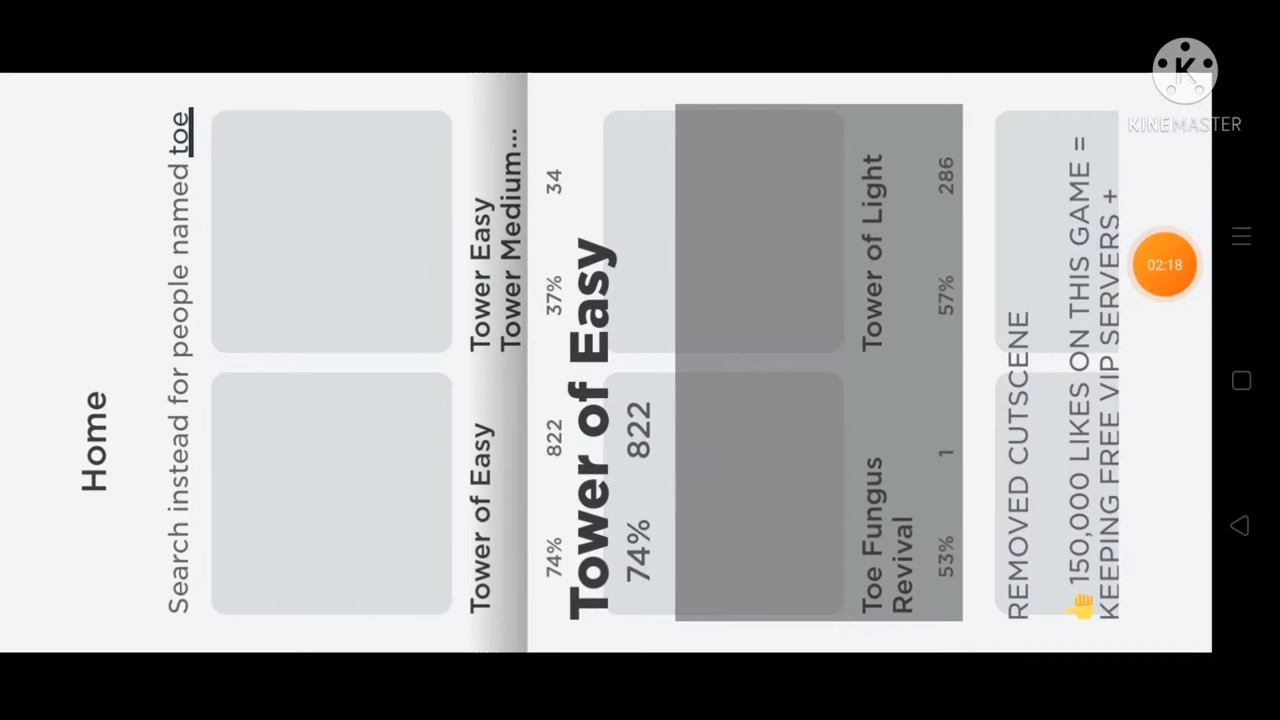 Home
Search instead for people named toe
Tower of Easy
74% 822
Tower Easy
Tower Medium...
37% 34
Tower of Easy
74% 822
Toe Fungus
Revival
53% 1
Tower of Light
57% 286
REMOVED CUTSCENE
👍 150,000 LIKES ON THIS GAME =
KEEPING FREE VIP SERVERS +
KINEMASTER
02:18